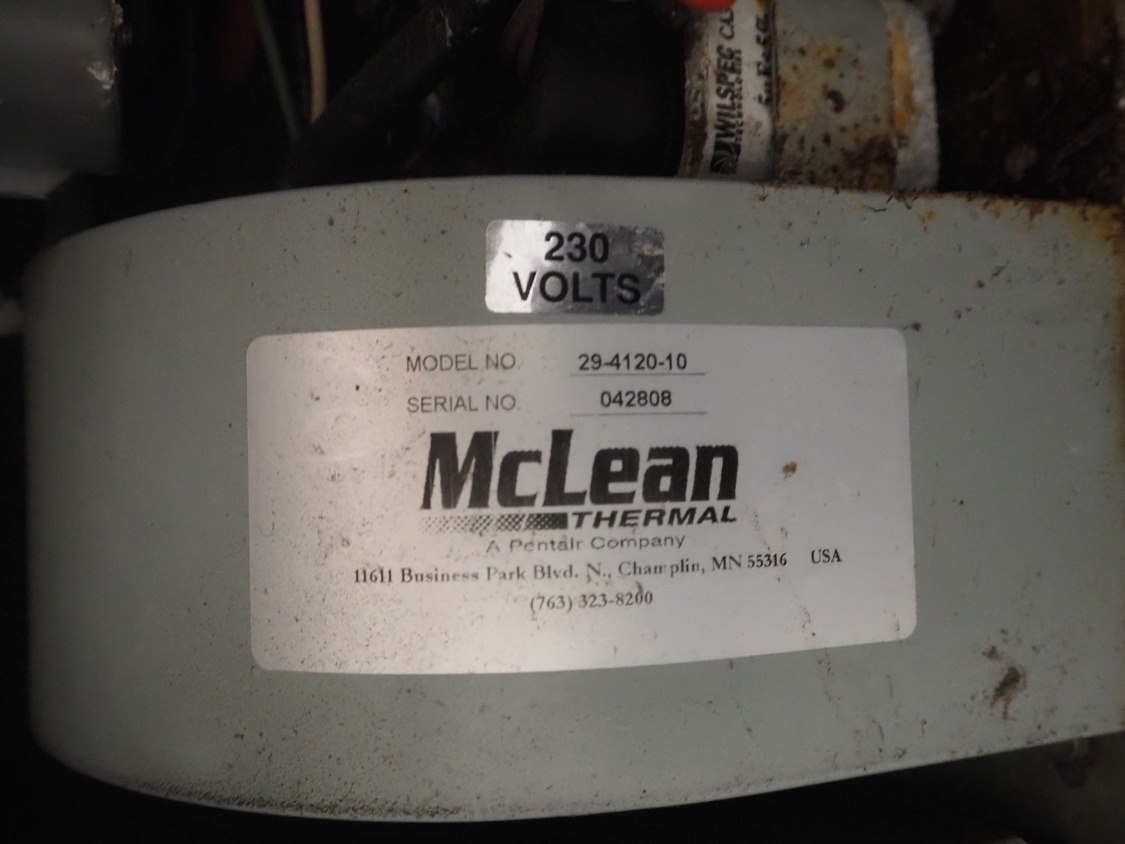 WILSPEC
TECHNOLOGIES
230
VOLTS
MODEL NO. 29-4120-10
SERIAL NO. 042808
McLean
THERMAL
A Pentair Company
11611 Business Park Blvd. N., Champlin, MN 55316 USA
(763) 323-8200